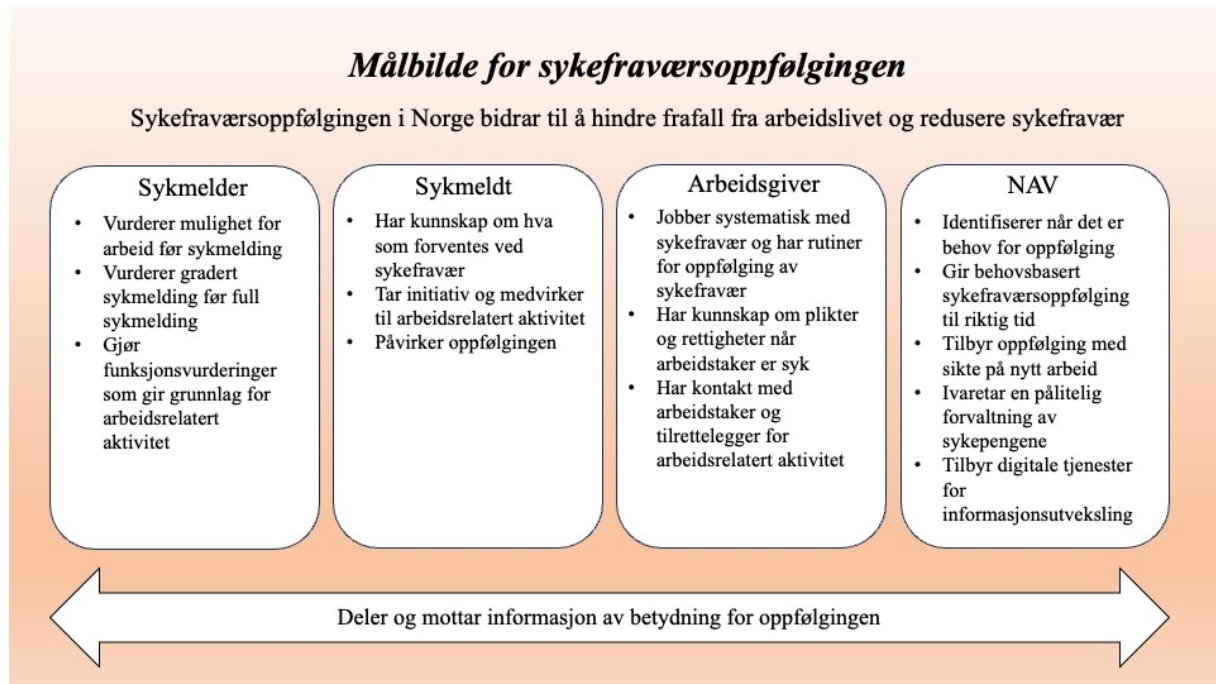 Målbilde for sykefraværsoppfølgingen
Sykefraværsoppfølgingen i Norge bidrar til å hindre frafall fra arbeidslivet og redusere sykefravær
Sykmelder
• Vurderer mulighet for
arbeid før sykmelding
• Vurderer gradert
sykmelding før full
sykmelding
• Gjør
funksjonsvurderinger
som gir grunnlag for
arbeidsrelatert
aktivitet
Sykmeldt
• Har kunnskap om hva
som forventes ved
sykefravær
• Tar initiativ og medvirker
til arbeidsrelatert aktivitet
• Påvirker oppfølgingen
Arbeidsgiver
• Jobber systematisk med
sykefravær og har rutiner
for oppfølging av
sykefravær
• Har kunnskap om plikter
og rettigheter når
arbeidstaker er syk
• Har kontakt med
arbeidstaker og
tilrettelegger for
arbeidsrelatert aktivitet
NAV
• Identifiserer når det er
behov for oppfølging
• Gir behovsbasert
sykefraværsoppfølging
til riktig tid
• Tilbyr oppfølging med
sikte på nytt arbeid
• Ivaretar en pålitelig
forvaltning av
sykepengene
• Tilbyr digitale tjenester
for
informasjonsutveksling
Deler og mottar informasjon av betydning for oppfølgingen